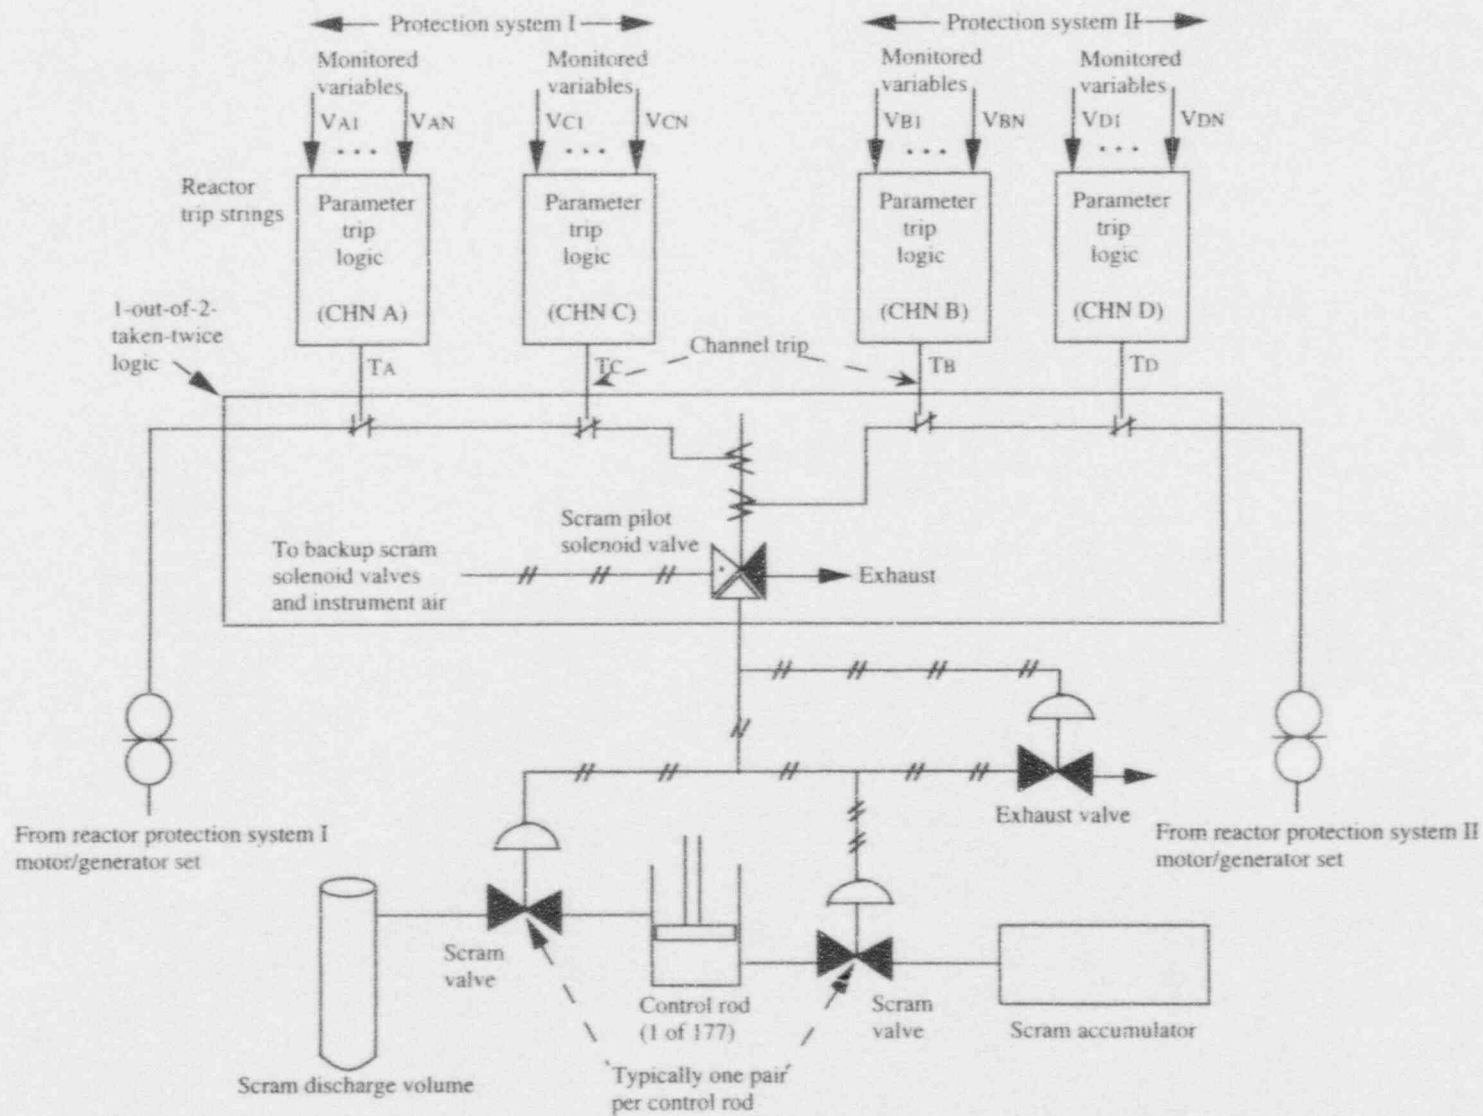 Protection system I
Protection system II
Monitored
variables
Monitored
variables
Monitored
variables
Monitored
variables
VA1
VAN
VC1
VCN
VB1
VBN
VD1
VDN
• • •
• • •
• • •
• • •
Reactor
trip strings
Parameter
trip
logic
(CHN A)
Parameter
trip
logic
(CHN C)
Parameter
trip
logic
(CHN B)
Parameter
trip
logic
(CHN D)
1-out-of-2-
taken-twice
logic
TA
TC
Channel trip
TB
TD
Scram pilot
solenoid valve
To backup scram
solenoid valves
and instrument air
Exhaust
From reactor protection system I
motor/generator set
Exhaust valve
From reactor protection system II
motor/generator set
Scram
valve
Control rod
(1 of 177)
Scram
valve
Scram accumulator
Scram discharge volume
Typically one pair
per control rod